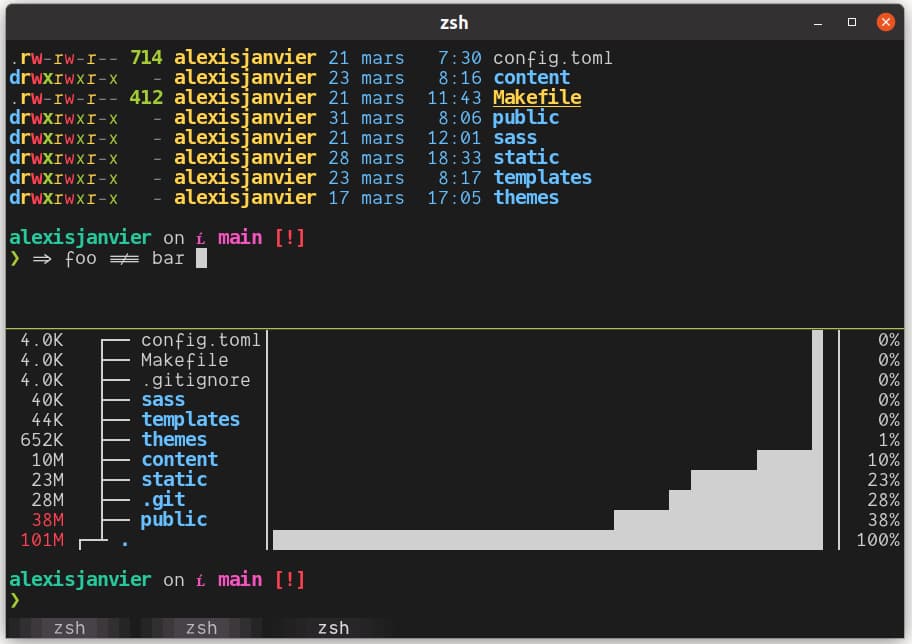 zsh
.rw-rw-r-- 714 alexisjanvier 21 mars 7:30 config.toml
drwxrwxr-x - alexisjanvier 23 mars 8:16 content
.rw-rw-r-- 412 alexisjanvier 21 mars 11:43 Makefile
drwxrwxr-x - alexisjanvier 31 mars 8:06 public
drwxrwxr-x - alexisjanvier 21 mars 12:01 sass
drwxrwxr-x - alexisjanvier 28 mars 18:33 static
drwxrwxr-x - alexisjanvier 23 mars 8:17 templates
drwxrwxr-x - alexisjanvier 17 mars 17:05 themes
alexisjanvier on main [!]
❯ ⇒ foo ≢ bar
4.0K ├── config.toml 0%
4.0K ├── Makefile 0%
4.0K ├── .gitignore 0%
40K ├── sass 0%
44K ├── templates 0%
652K ├── themes 1%
10M ├── content 10%
23M ├── static 23%
28M ├── .git 28%
38M ├── public 38%
101M ┌─┴ . 100%
alexisjanvier on main [!]
❯
zsh zsh zsh